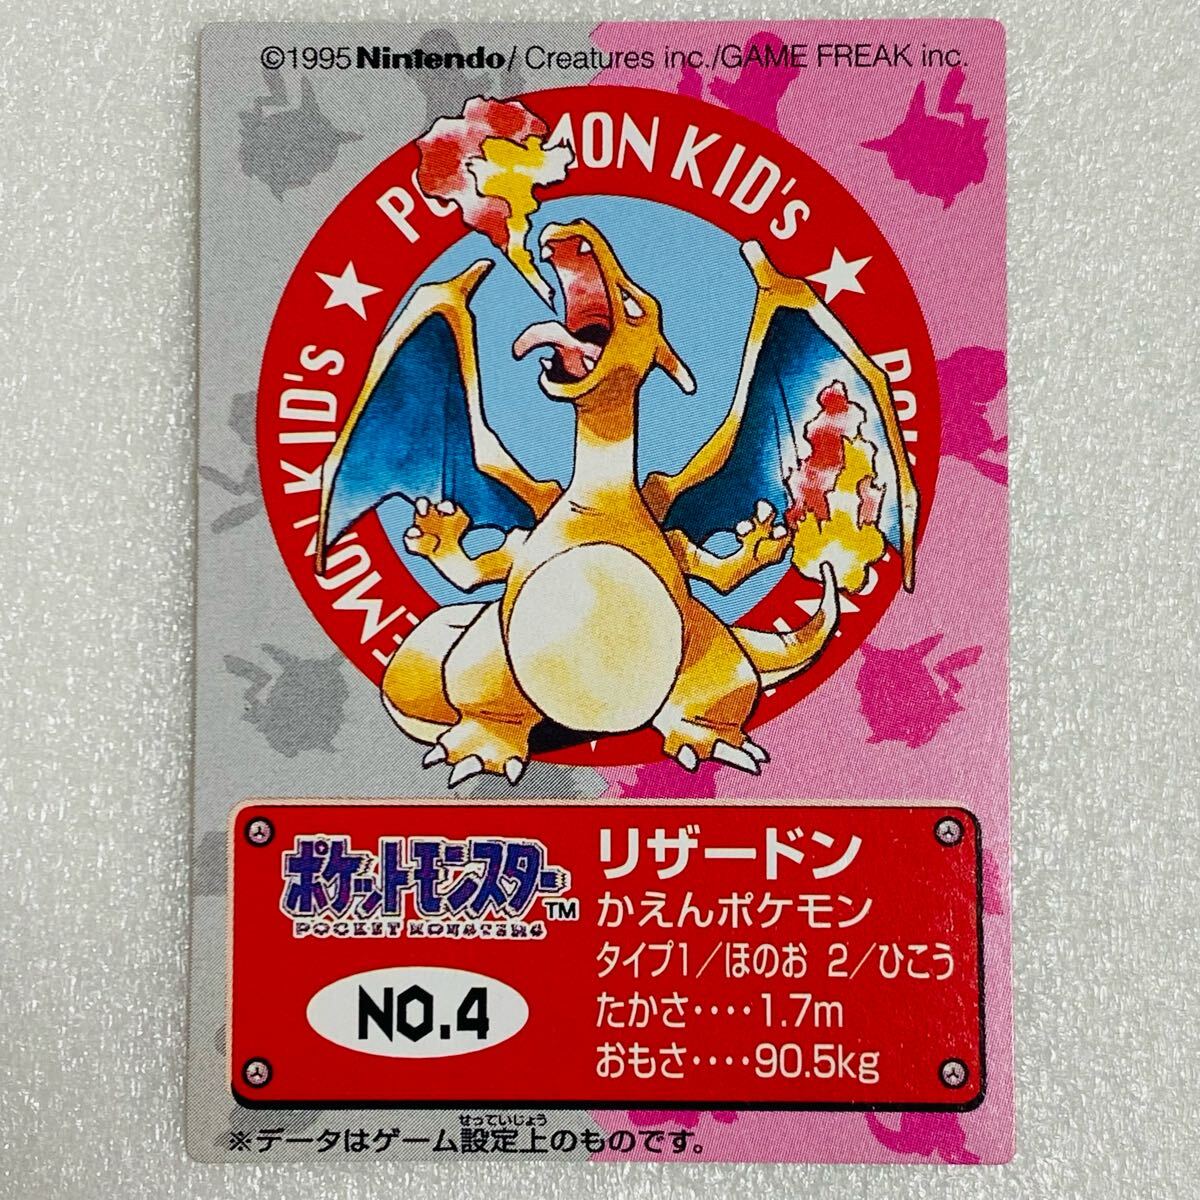 ©1995 Nintendo/ Creatures inc./GAME FREAK inc.
MON KID's
MON KID's
ポケットモンスター™
POCKET MONSTERS
NO.4
リザードン
かえんポケモン
タイプ1／ほのお 2／ひこう
たかさ‥‥1.7m
おもさ‥‥90.5kg
せっていじょう
※データはゲーム設定上のものです。